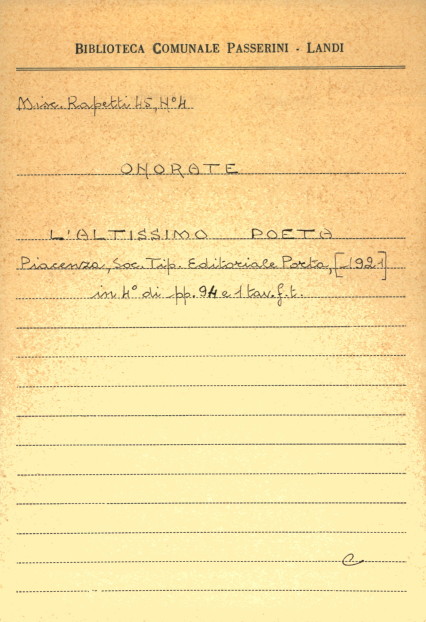 BIBLIOTECA COMUNALE PASSERINI - LANDI
Misc. Rapetti 45, N°4
ONORATE
L'ALTISSIMO POETA
Piacenza, Soc. Tip. Editoriale Porta, [1921]
in 4° di pp. 94 e 1 tav. f. t.
C